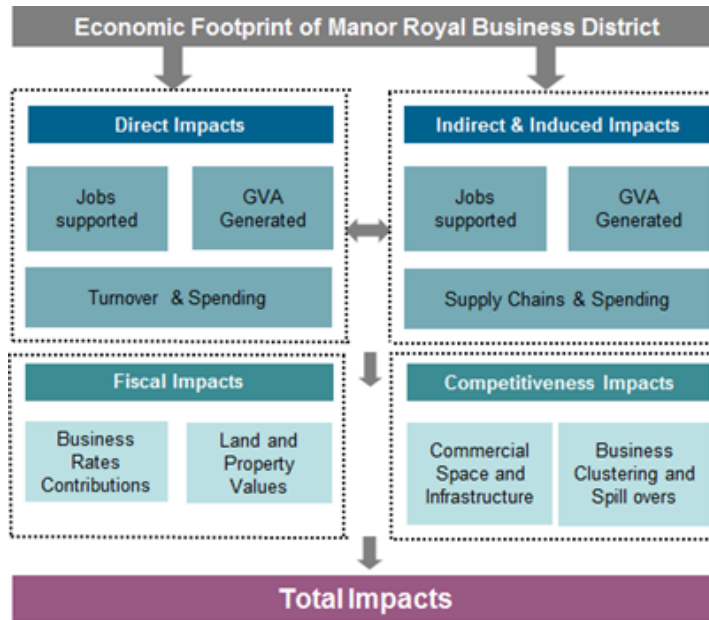 Economic Footprint of Manor Royal Business District
Direct Impacts
Jobs
supported
GVA
Generated
Turnover & Spending
Indirect & Induced Impacts
Jobs
supported
GVA
Generated
Supply Chains & Spending
Fiscal Impacts
Business
Rates
Contributions
Land and
Property
Values
Competitiveness Impacts
Commercial
Space and
Infrastructure
Business
Clustering and
Spill overs
Total Impacts